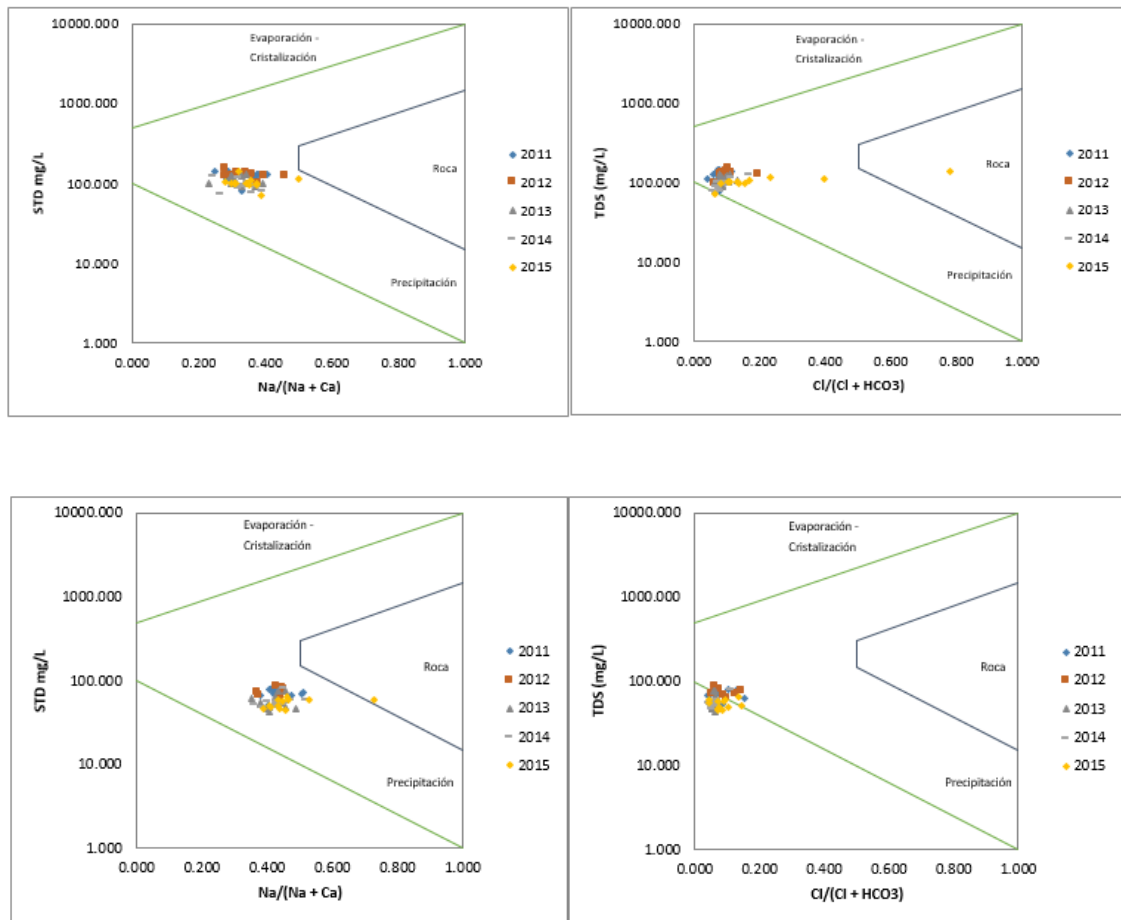 10000.000
1000.000
100.000
10.000
1.000
STD mg/L
Evaporación -
Cristalización
Roca
Precipitación
0.000 0.200 0.400 0.600 0.800 1.000
Na/(Na + Ca)
2011
2012
2013
2014
2015
10000.000
1000.000
100.000
10.000
1.000
TDS (mg/L)
Evaporación -
Cristalización
Roca
Precipitación
0.000 0.200 0.400 0.600 0.800 1.000
Cl/(Cl + HCO3)
2011
2012
2013
2014
2015
10000.000
1000.000
100.000
10.000
1.000
STD mg/L
Evaporación -
Cristalización
Roca
Precipitación
0.000 0.200 0.400 0.600 0.800 1.000
Na/(Na + Ca)
2011
2012
2013
2014
2015
10000.000
1000.000
100.000
10.000
1.000
TDS (mg/L)
Evaporación -
Cristalización
Roca
Precipitación
0.000 0.200 0.400 0.600 0.800 1.000
Cl/(Cl + HCO3)
2011
2012
2013
2014
2015